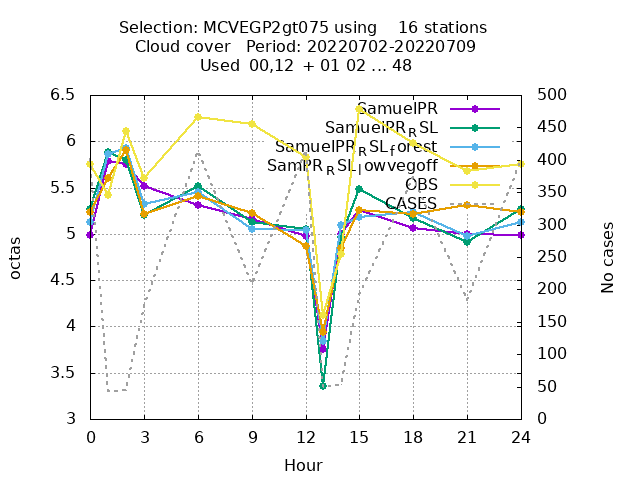 Selection: MCVEGP2gt075 using 16 stations
Cloud cover Period: 20220702-20220709
Used 00,12 + 01 02 ... 48
6.5
6
5.5
5
4.5
4
3.5
3
octas
500
450
400
350
300
250
200
150
100
50
0
No cases
SamuelPR
SamuelPR_RSL
SamuelPR_RSL_forest
SamPR_RSL_lowvegoff
OBS
CASES
0 3 6 9 12 15 18 21 24
Hour